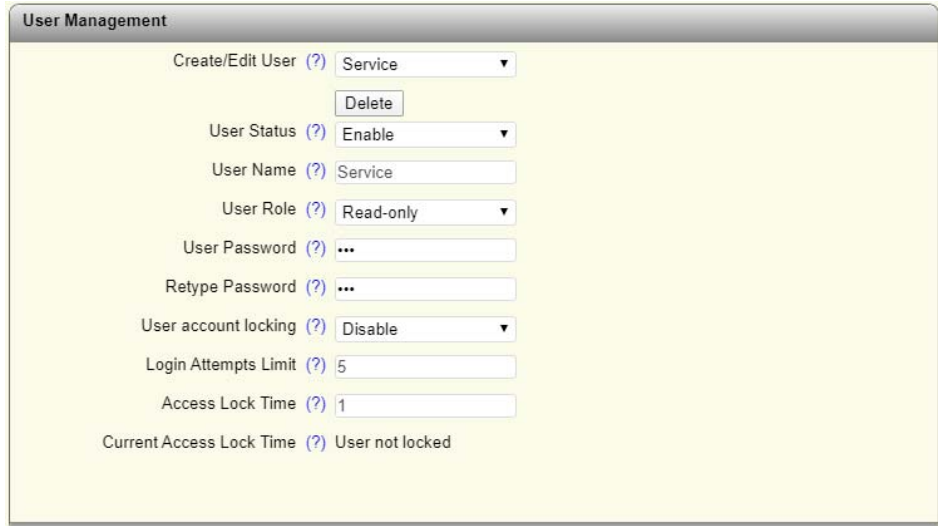 User Management
Create/Edit User (?) Service
Delete
User Status (?) Enable
User Name (?) Service
User Role (?) Read-only
User Password (?) •••
Retype Password (?) •••
User account locking (?) Disable
Login Attempts Limit (?) 5
Access Lock Time (?) 1
Current Access Lock Time (?) User not locked